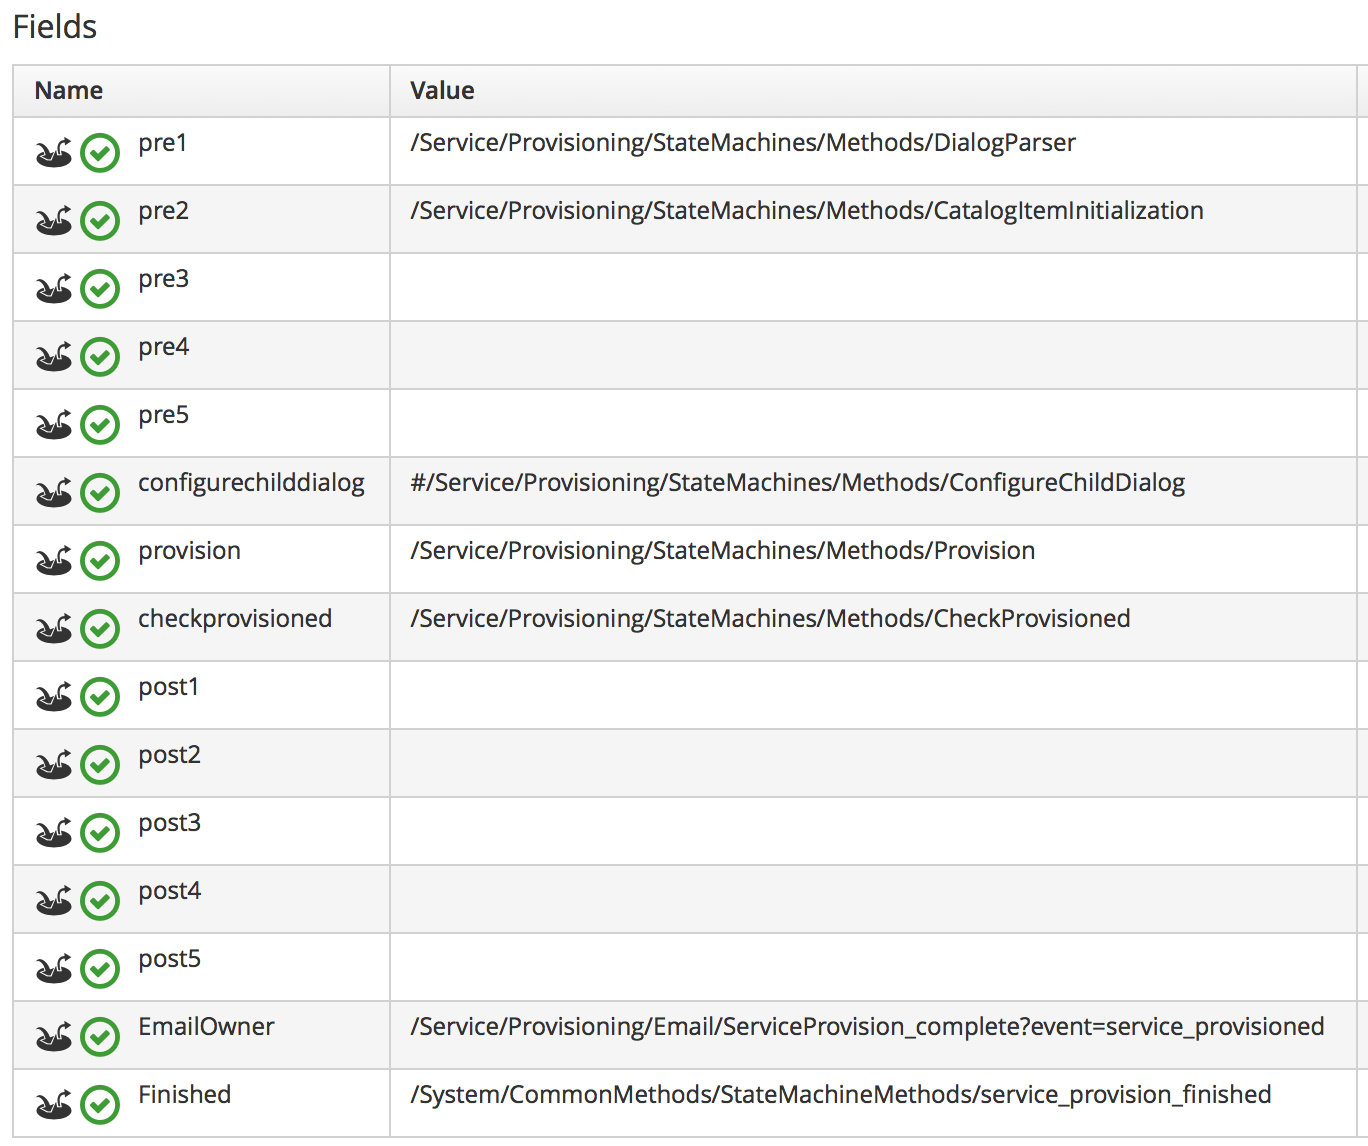 Fields
Name Value
pre1 /Service/Provisioning/StateMachines/Methods/DialogParser
pre2 /Service/Provisioning/StateMachines/Methods/CatalogItemInitialization
pre3
pre4
pre5
configurechilddialog #/Service/Provisioning/StateMachines/Methods/ConfigureChildDialog
provision /Service/Provisioning/StateMachines/Methods/Provision
checkprovisioned /Service/Provisioning/StateMachines/Methods/CheckProvisioned
post1
post2
post3
post4
post5
EmailOwner /Service/Provisioning/Email/ServiceProvision_complete?event=service_provisioned
Finished /System/CommonMethods/StateMachineMethods/service_provision_finished